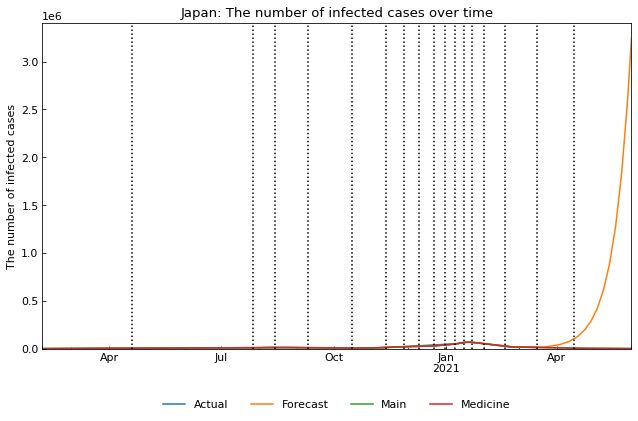 Japan: The number of infected cases over time
1e6
3.0
2.5
2.0
1.5
1.0
0.5
0.0
The number of infected cases
Apr Jul Oct Jan Apr
2021
Actual Forecast Main Medicine